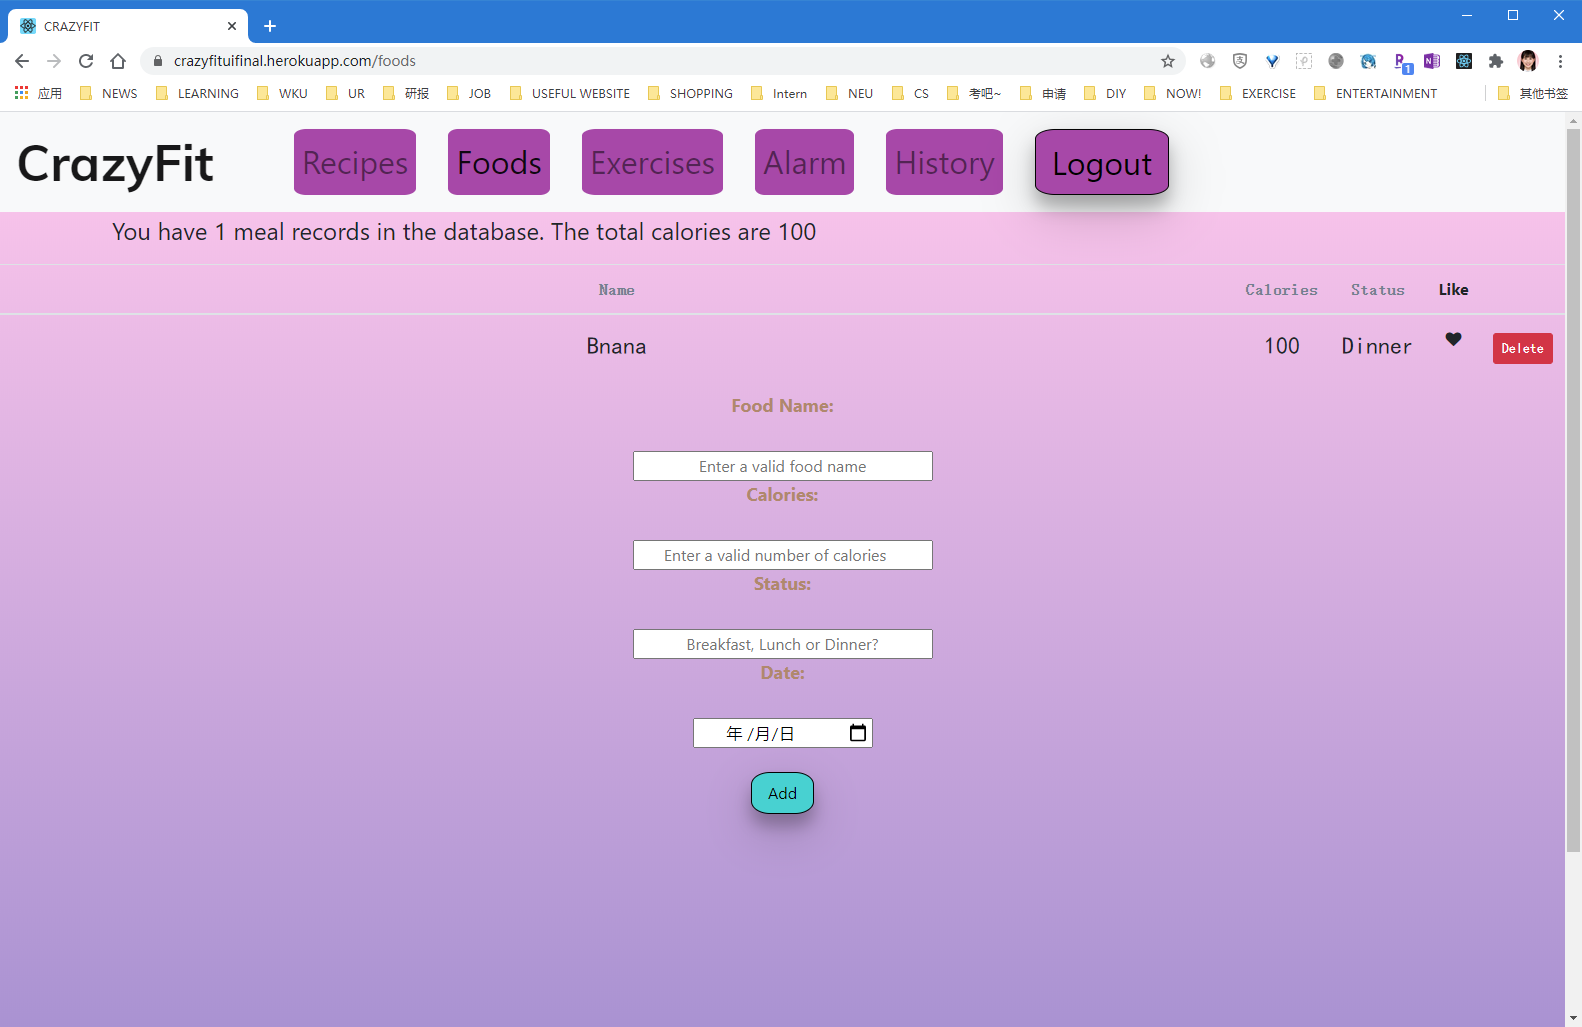 CRAZYFIT
crazyfituifinal.herokuapp.com/foods
1
应用 NEWS LEARNING WKU UR 研报 JOB USEFUL WEBSITE SHOPPING Intern NEU CS 考吧~ 申请 DIY NOW! EXERCISE ENTERTAINMENT 其他书签
CrazyFit Recipes Foods Exercises Alarm History Logout
You have 1 meal records in the database. The total calories are 100
Name Calories Status Like
Bnana 100 Dinner Delete
Food Name:
Enter a valid food name
Calories:
Enter a valid number of calories
Status:
Breakfast, Lunch or Dinner?
Date:
年 /月/日
Add